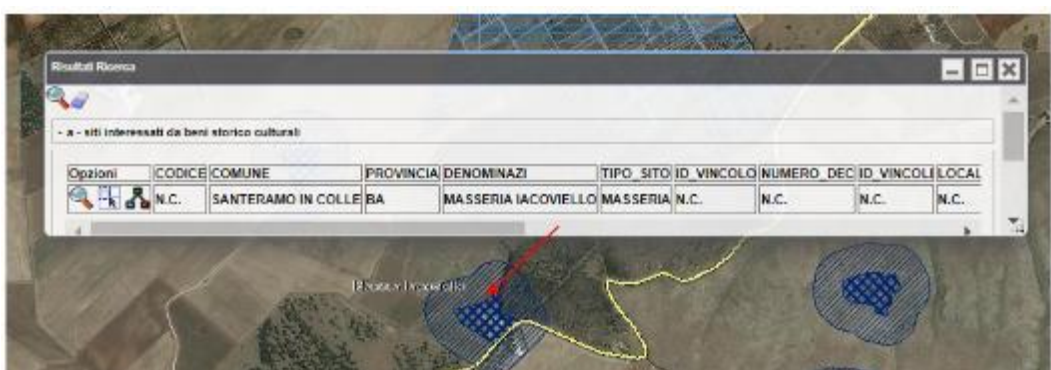 Risultati Ricerca
- a - siti interessati da beni storico culturali
Opzioni CODICE COMUNE PROVINCIA DENOMINAZI TIPO_SITO ID_VINCOLO NUMERO_DEC ID_VINCOLI LOCAL
N.C. SANTERAMO IN COLLE BA MASSERIA IACOVIELLO MASSERIA N.C. N.C. N.C. N.C.